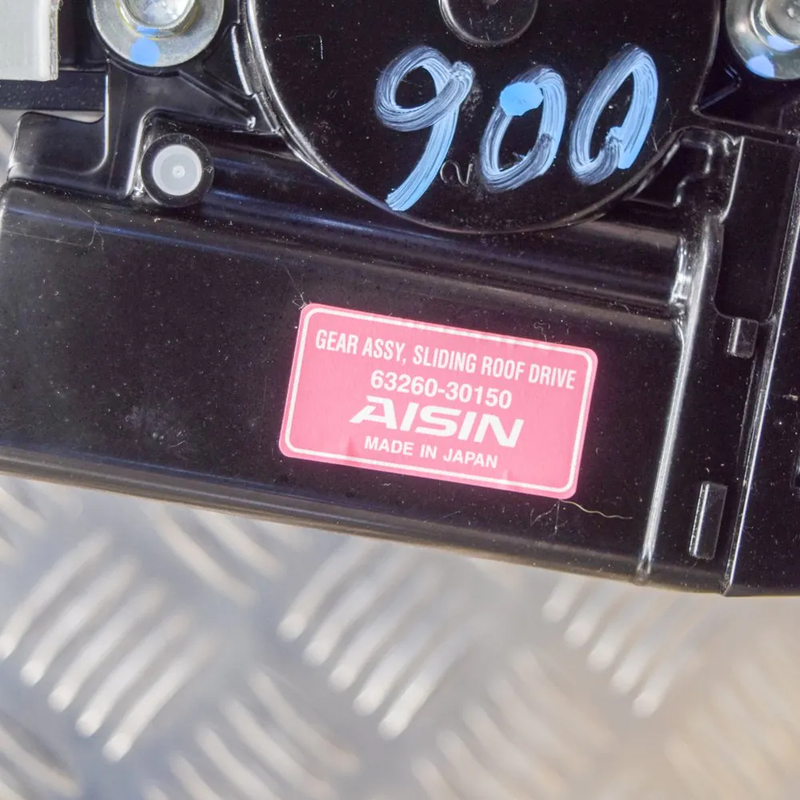 900
GEAR ASSY, SLIDING ROOF DRIVE
63260-30150
AISIN
MADE IN JAPAN